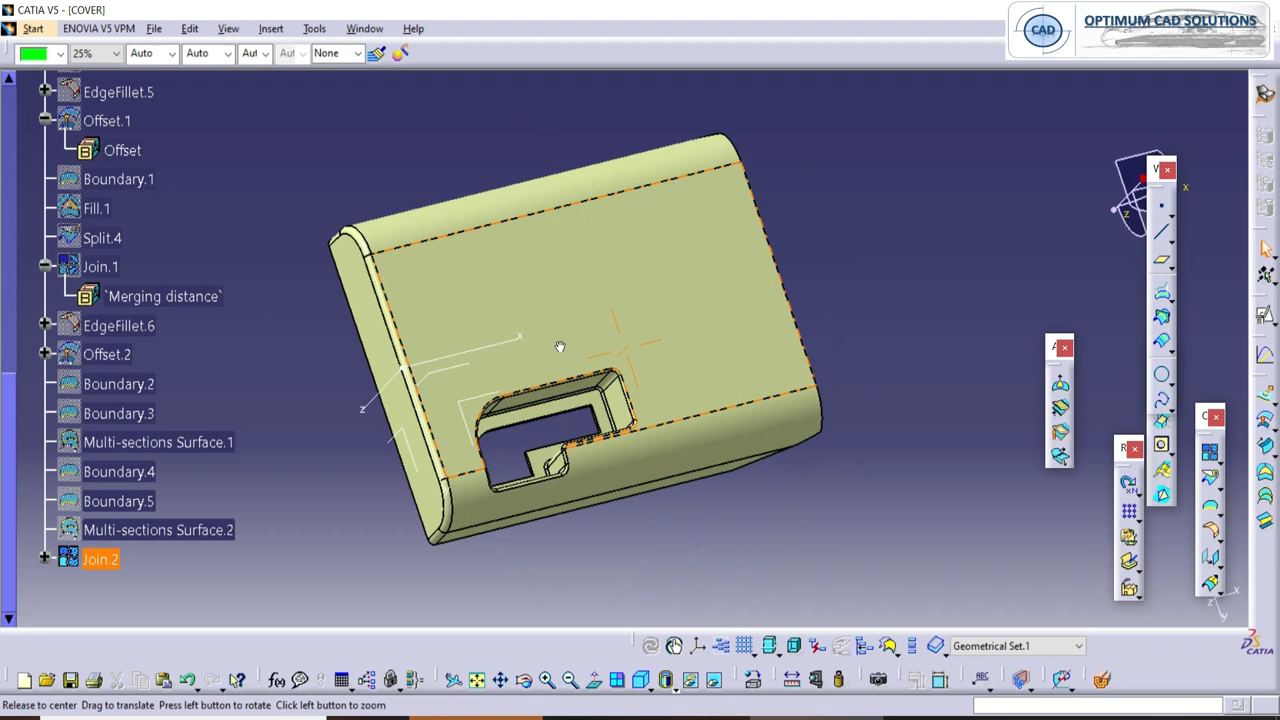 CATIA V5 - [COVER]
Start ENOVIA V5 VPM File Edit View Insert Tools Window Help
25% Auto Auto Aut Aut None
CAD
OPTIMUM CAD SOLUTIONS
EdgeFillet.5
Offset.1
Offset
Boundary.1
Fill.1
Split.4
Join.1
`Merging distance`
EdgeFillet.6
Offset.2
Boundary.2
Boundary.3
Multi-sections Surface.1
Boundary.4
Boundary.5
Multi-sections Surface.2
Join.2
x
z
x
z
x
z
y
Geometrical Set.1
CATIA
Release to center Drag to translate Press left button to rotate Click left button to zoom